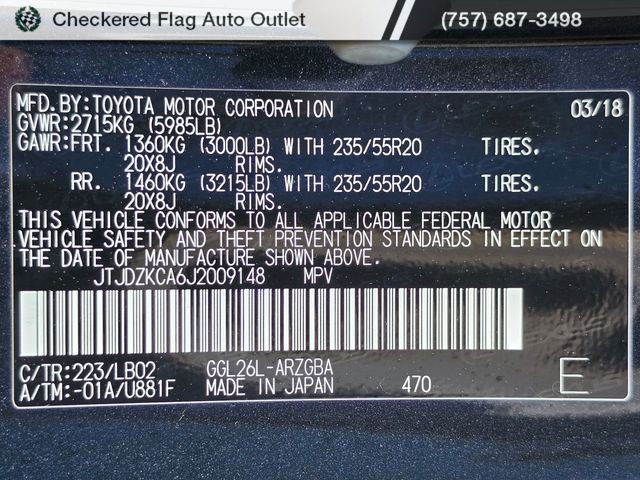 Checkered Flag Auto Outlet (757) 687-3498
MFD.BY:TOYOTA MOTOR CORPORATION 03/18
GVWR:2715KG (5985LB)
GAWR:FRT. 1360KG (3000LB) WITH 235/55R20 TIRES.
20X8J RIMS.
RR. 1460KG (3215LB) WITH 235/55R20 TIRES.
20X8J RIMS.
THIS VEHICLE CONFORMS TO ALL APPLICABLE FEDERAL MOTOR
VEHICLE SAFETY AND THEFT PREVENTION STANDARDS IN EFFECT ON
THE DATE OF MANUFACTURE SHOWN ABOVE.
JTJDZKCA6J2009148 MPV
C/TR:223/LB02 GGL26L-ARZGBA
A/TM:-01A/U881F MADE IN JAPAN 470 E